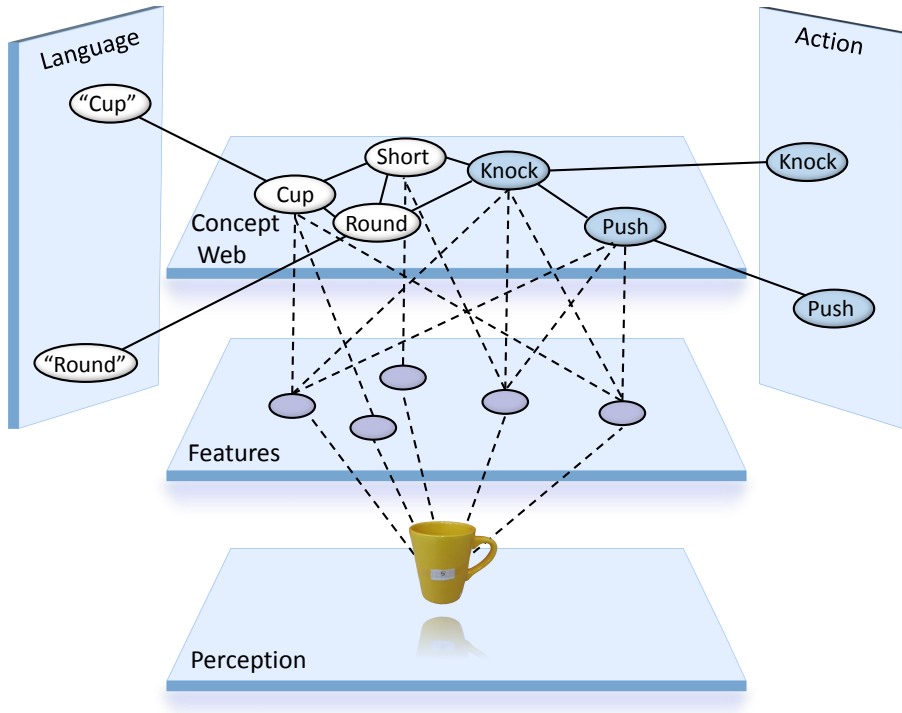 Language
Action
“Cup”
Short
Knock
Knock
Cup
Round
Concept
Web
Push
Push
“Round”
Features
Perception